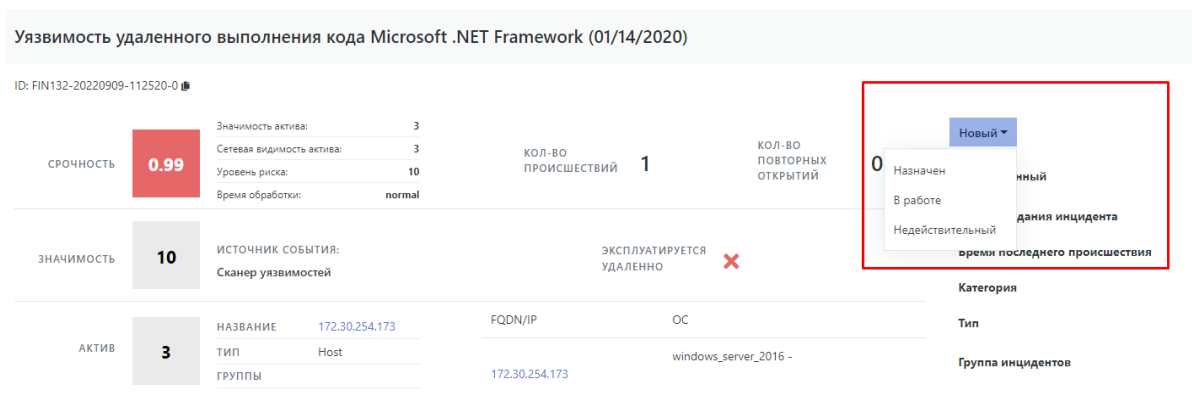 Уязвимость удаленного выполнения кода Microsoft .NET Framework (01/14/2020)
ID: FIN132-20220909-112520-0
СРОЧНОСТЬ
0.99
Значимость актива: 3
Сетевая видимость актива: 3
Уровень риска: 10
Время обработки: normal
КОЛ-ВО
ПРОИСШЕСТВИЙ
1
КОЛ-ВО
ПОВТОРНЫХ
ОТКРЫТИЙ
0
Новый
Назначен
В работе
Недействительный
нный
дания инцидента
Время последнего происшествия
Категория
Тип
Группа инцидентов
ЗНАЧИМОСТЬ
10
ИСТОЧНИК СОБЫТИЯ:
Сканер уязвимостей
ЭКСПЛУАТИРУЕТСЯ
УДАЛЕННО
АКТИВ
3
НАЗВАНИЕ 172.30.254.173
ТИП Host
ГРУППЫ
FQDN/IP ОС
windows_server_2016 -
172.30.254.173